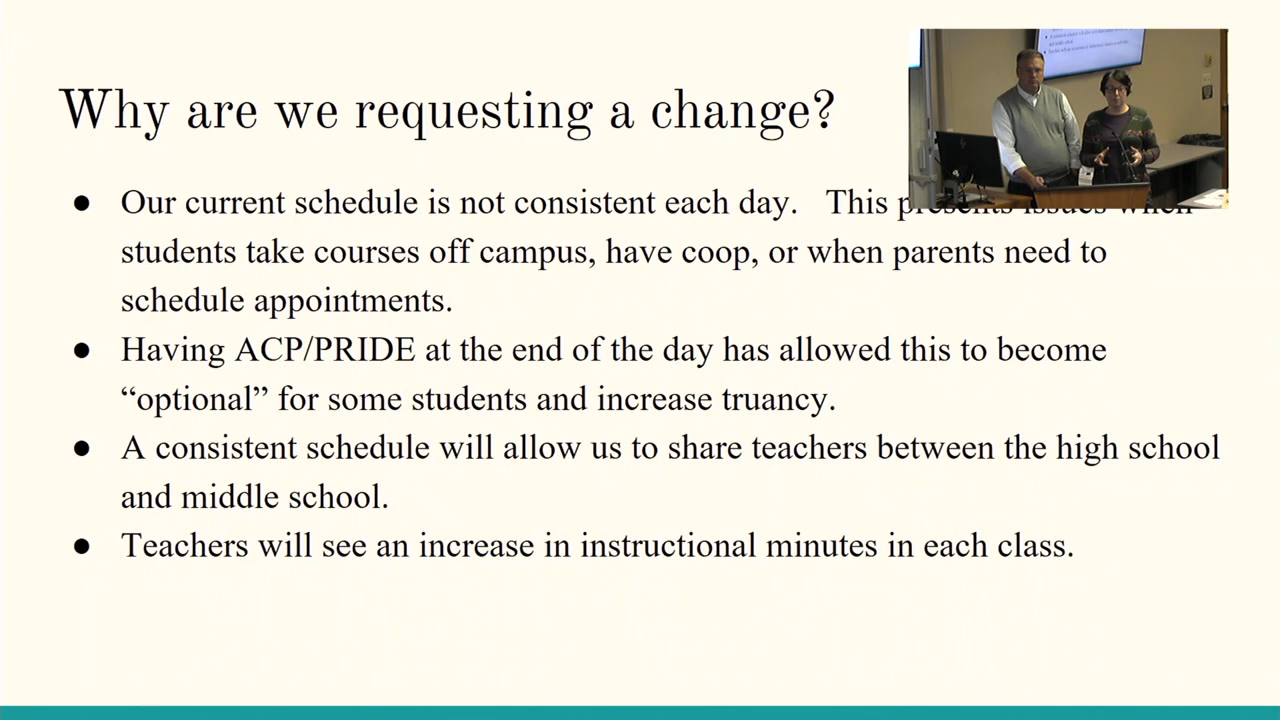 Why are we requesting a change?
● Our current schedule is not consistent each day. This presents issues when
students take courses off campus, have coop, or when parents need to
schedule appointments.
● Having ACP/PRIDE at the end of the day has allowed this to become
“optional” for some students and increase truancy.
● A consistent schedule will allow us to share teachers between the high school
and middle school.
● Teachers will see an increase in instructional minutes in each class.